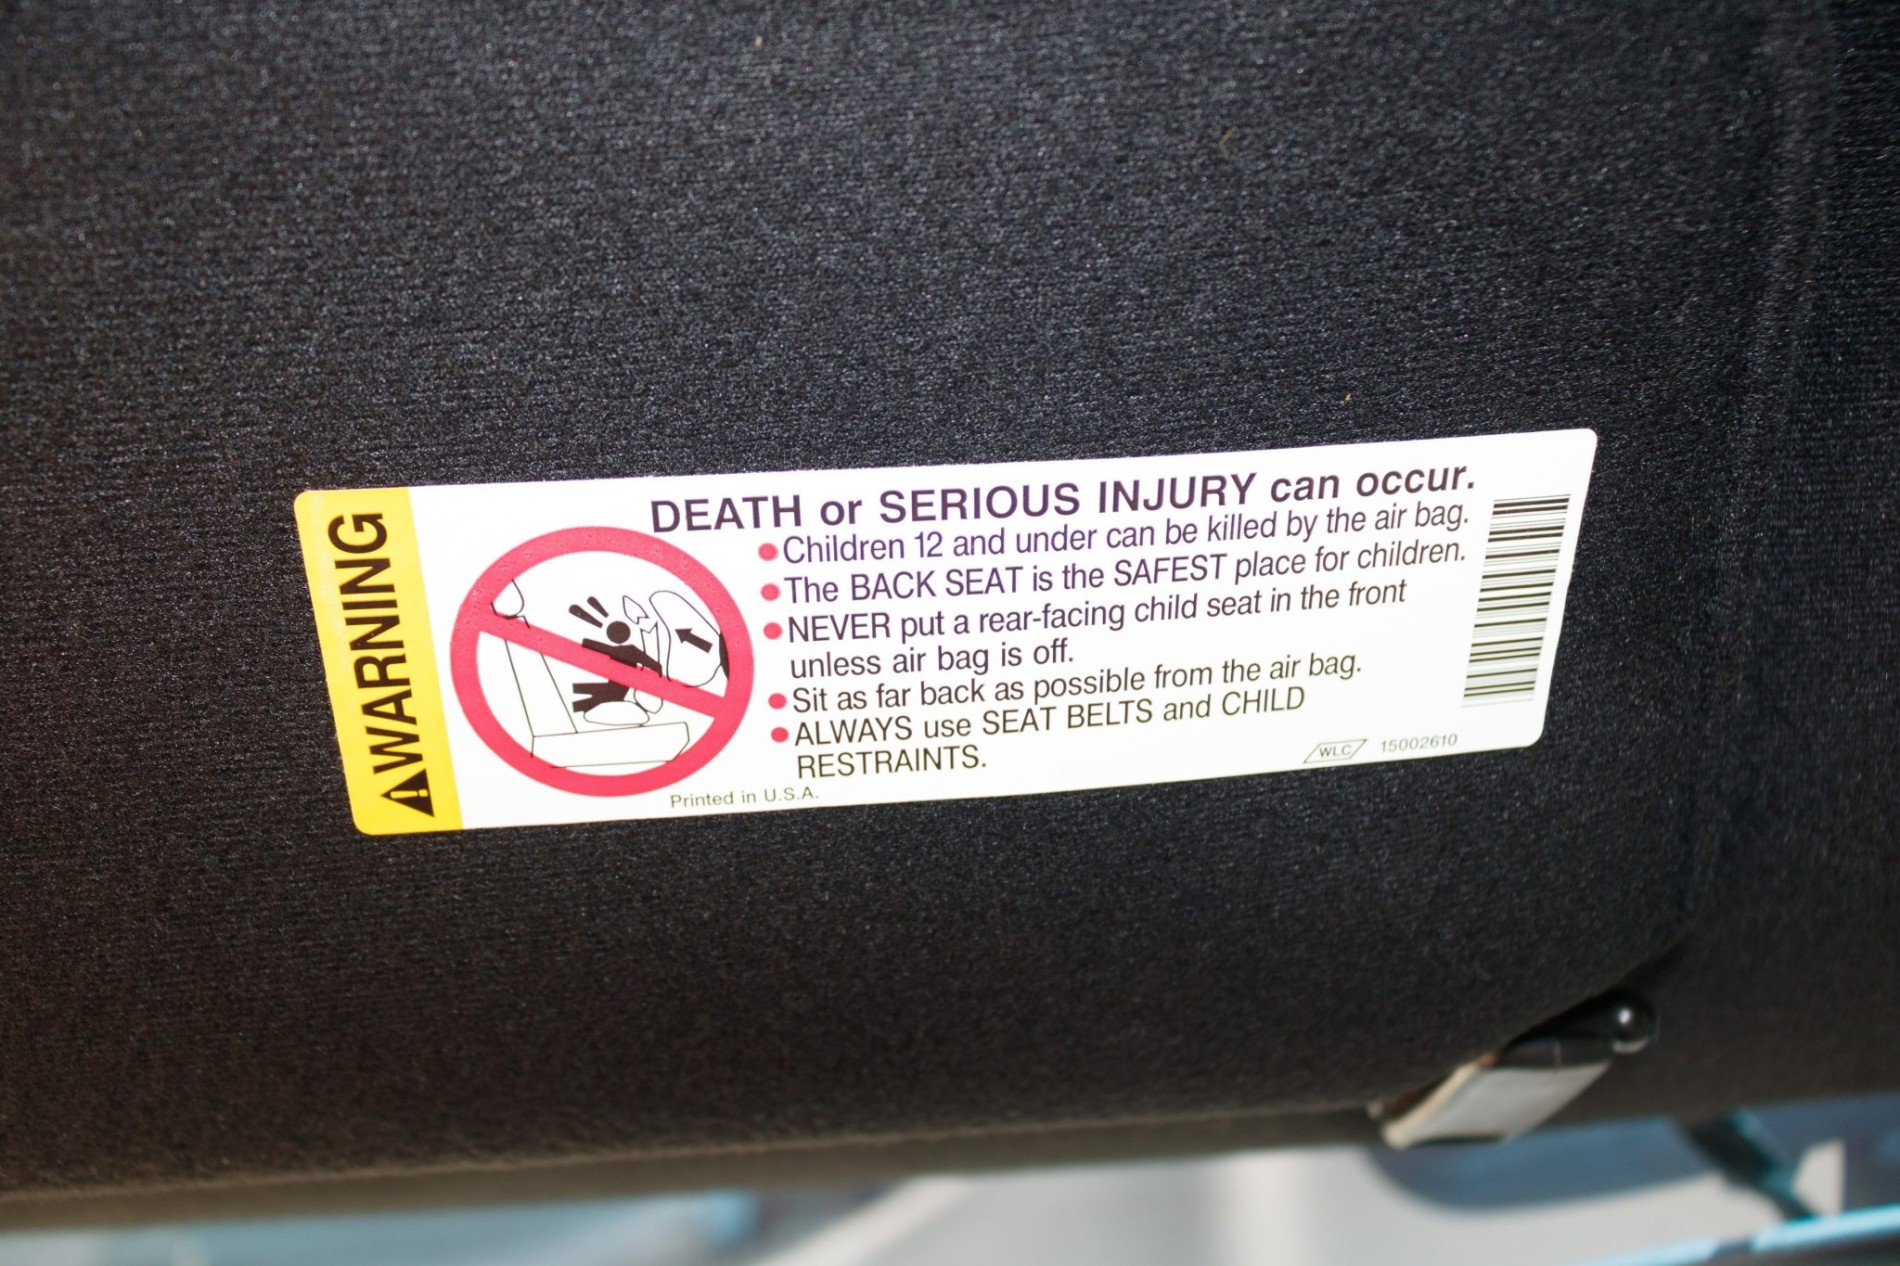 WARNING
DEATH or SERIOUS INJURY can occur.
•Children 12 and under can be killed by the air bag.
•The BACK SEAT is the SAFEST place for children.
•NEVER put a rear-facing child seat in the front
unless air bag is off.
•Sit as far back as possible from the air bag.
•ALWAYS use SEAT BELTS and CHILD
RESTRAINTS.
Printed in U.S.A.
WLC 15002610